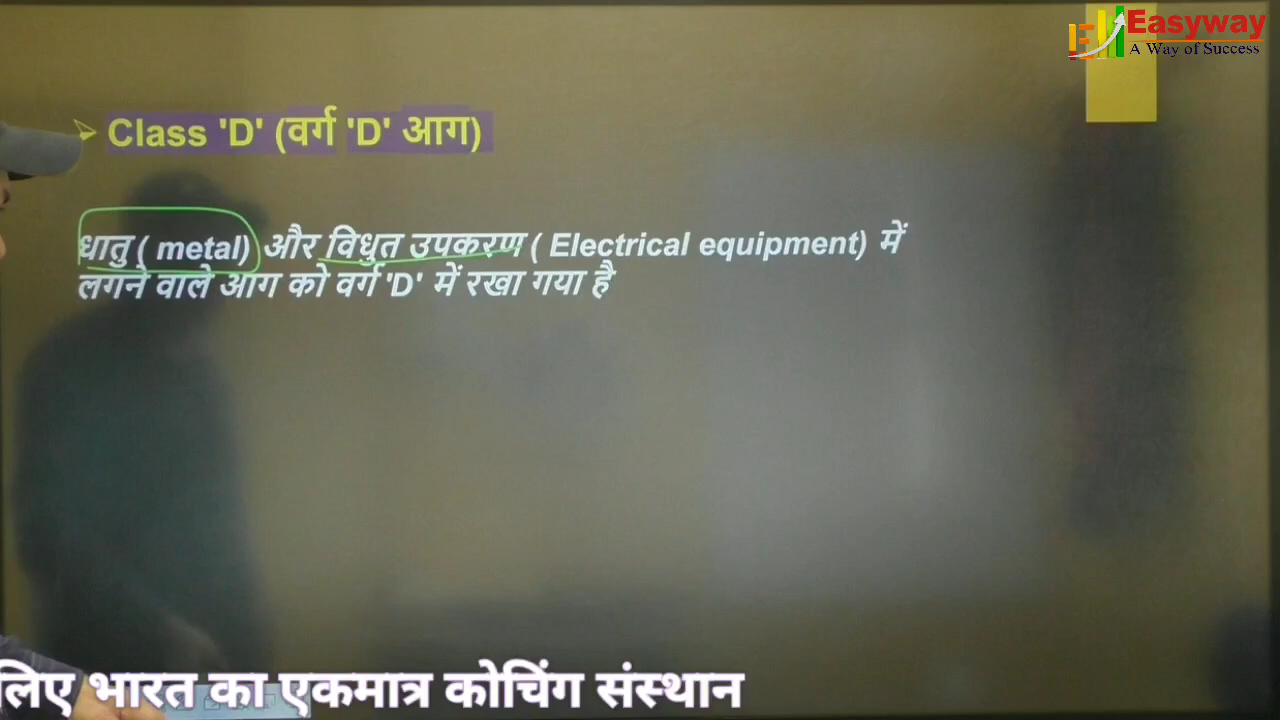 Easyway
A Way of Success
Class 'D' (वर्ग 'D' आग)
धातु ( metal) और विधुत उपकरण ( Electrical equipment) में
लगने वाले आग को वर्ग 'D' में रखा गया है
लिए भारत का एकमात्र कोचिंग संस्थान